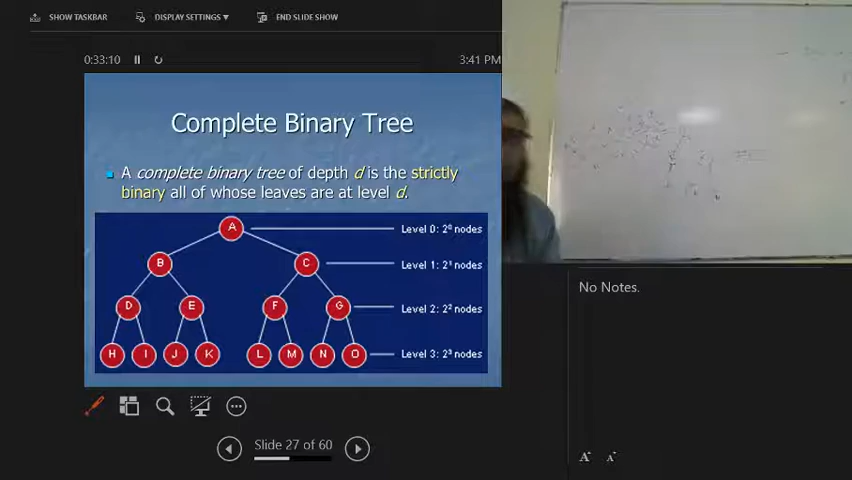 SHOW TASKBAR DISPLAY SETTINGS ▼ END SLIDE SHOW
0:33:10 3:41 PM
Complete Binary Tree
A complete binary tree of depth d is the strictly
binary all of whose leaves are at level d.
A Level 0: 2⁰ nodes
B C Level 1: 2¹ nodes
D E F G Level 2: 2² nodes
H I J K L M N O Level 3: 2³ nodes
No Notes.
Slide 27 of 60
A A